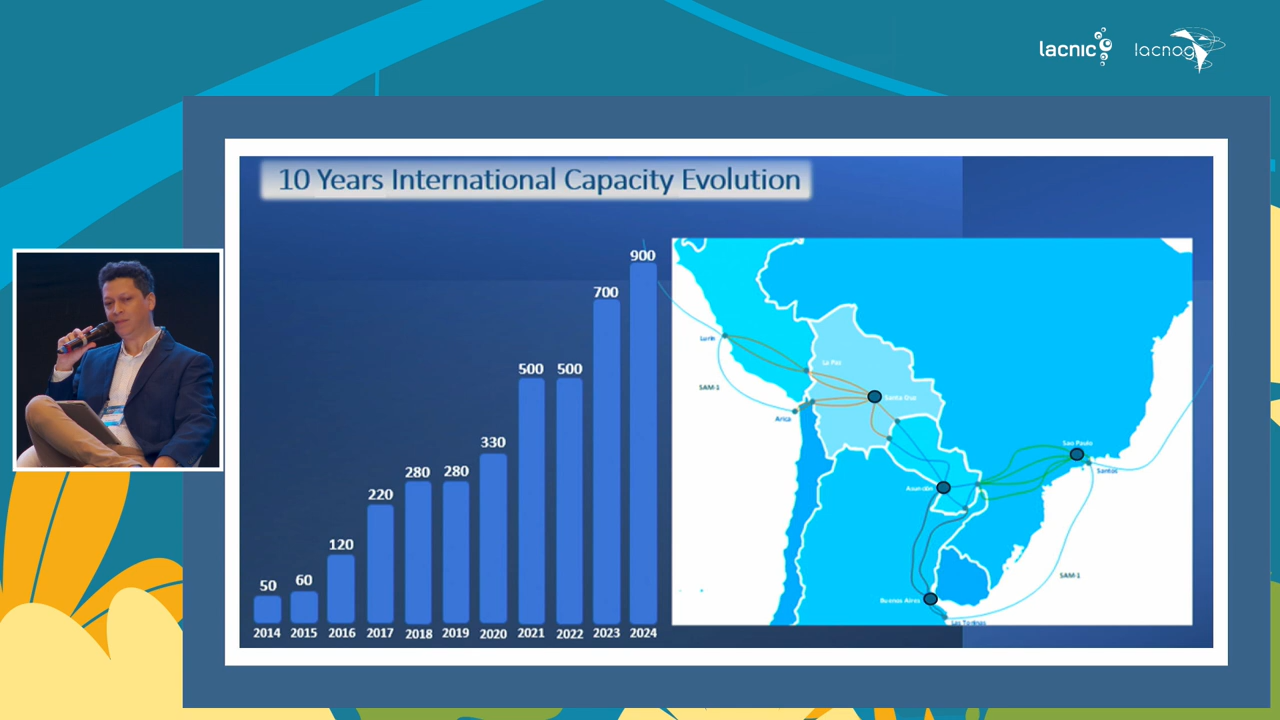 lacnic
lacnog
10 Years International Capacity Evolution
900
700
500
500
330
280
280
220
120
60
50
2014
2015
2016
2017
2018
2019
2020
2021
2022
2023
2024
Lurin
La Paz
SAM-1
Santa Cruz
Arica
Sao Paulo
Santos
Asunción
SAM-1
Buenos Aires
Las Toninas